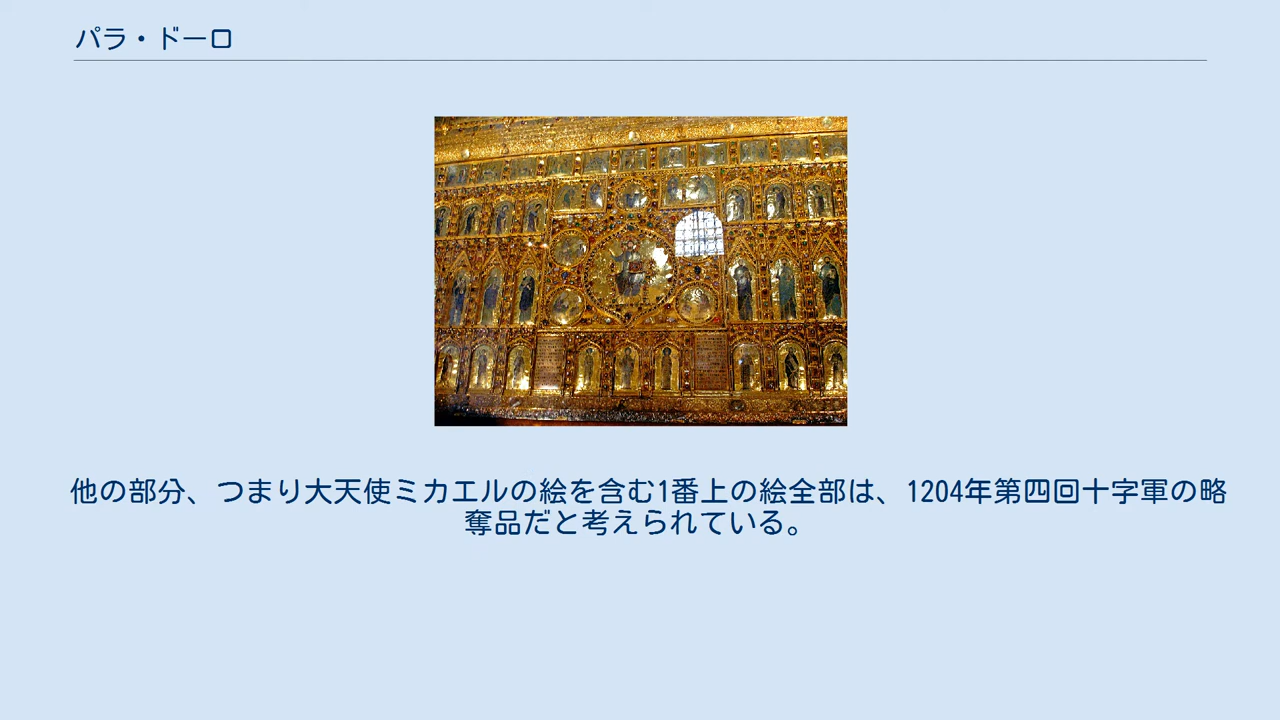 パラ・ドーロ
他の部分、つまり大天使ミカエルの絵を含む1番上の絵全部は、1204年第四回十字軍の略
奪品だと考えられている。